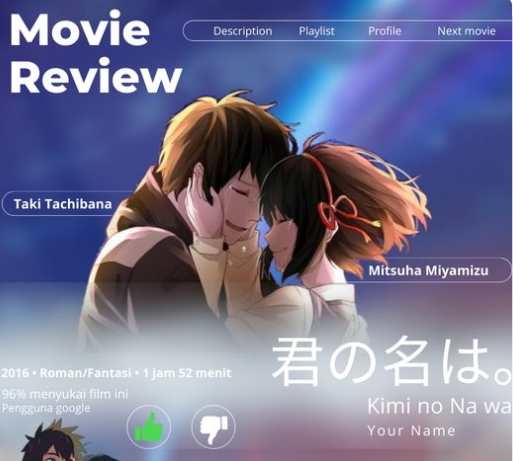 Movie
Review
Description Playlist Profile Next movie
Taki Tachibana
Mitsuha Miyamizu
君の名は。
2016 • Roman/Fantasi • 1 jam 52 menit
96% menyukai film ini
Kimi no Na wa
Pengguna google
Your Name